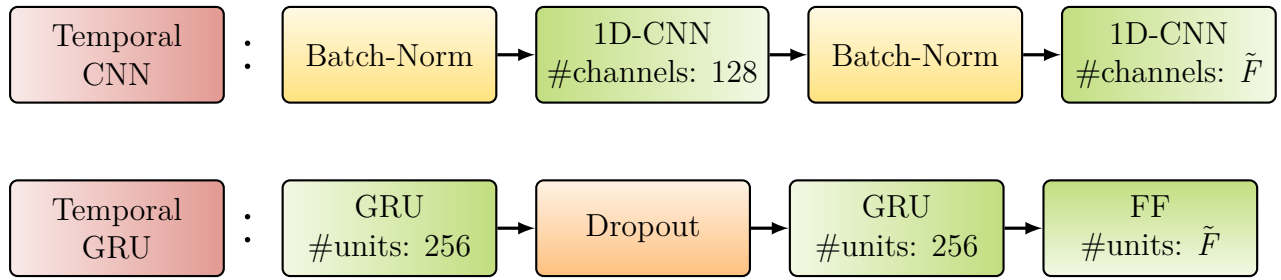 Temporal
CNN
:
Batch-Norm
1D-CNN
#channels: 128
Batch-Norm
1D-CNN
#channels: F̃
Temporal
GRU
:
GRU
#units: 256
Dropout
GRU
#units: 256
FF
#units: F̃